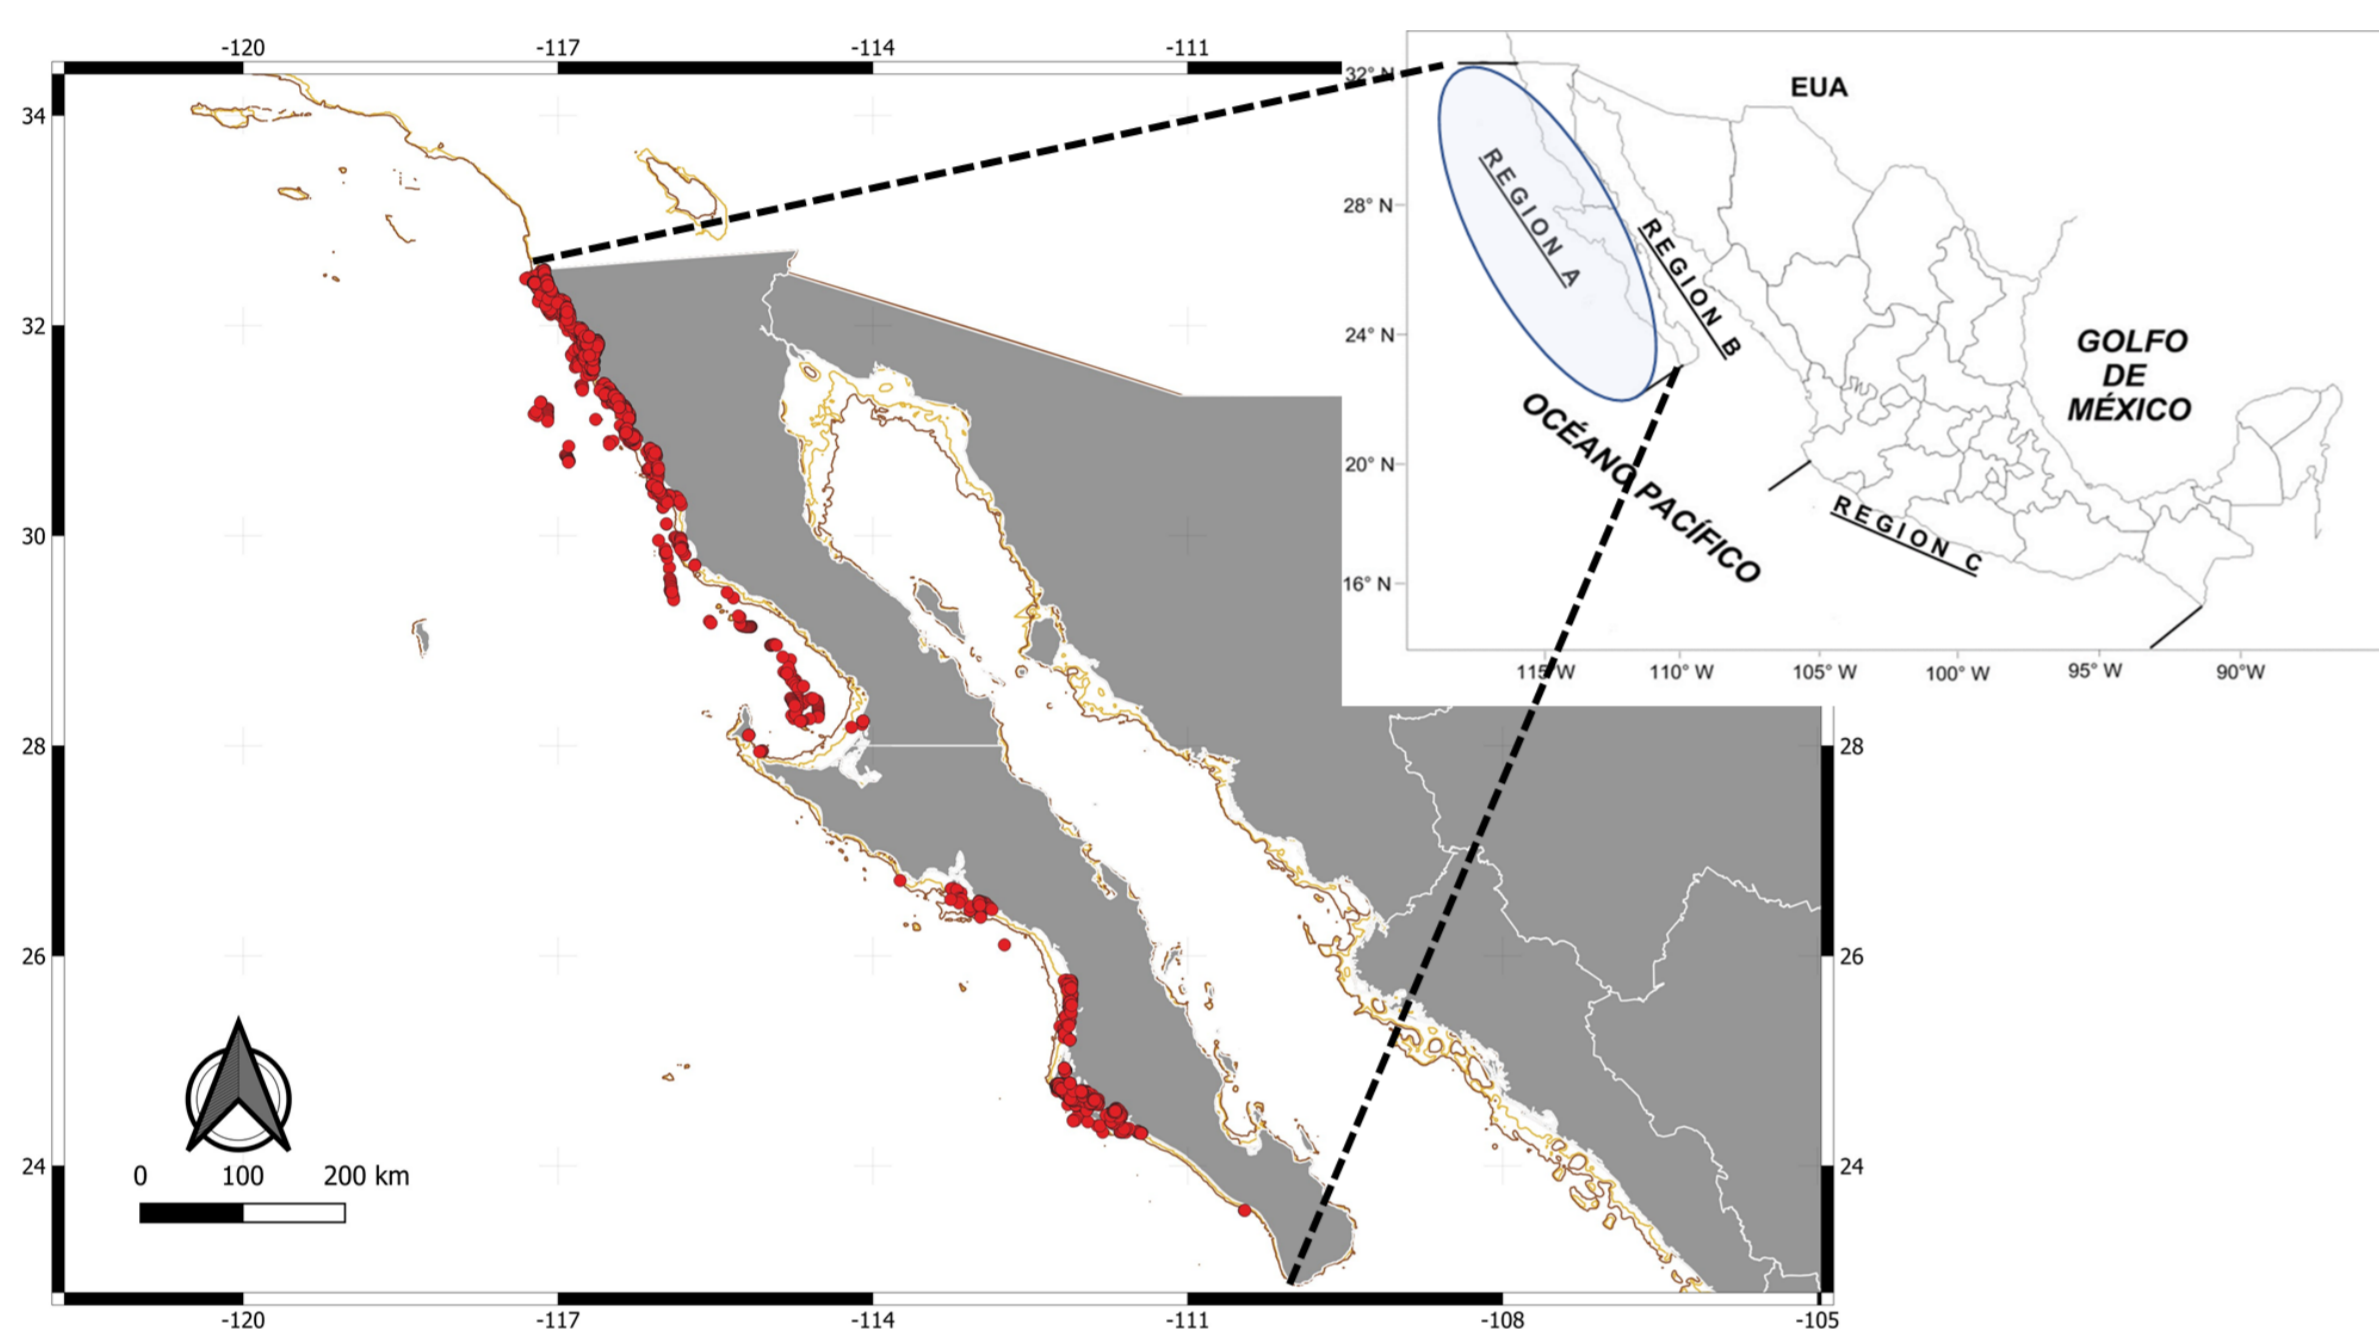 -120
-117
-114
-111
34
32
30
28
26
24
28
26
24
-120
-117
-114
-111
-108
-105
0
100
200 km
32° N
28° N
24° N
20° N
16° N
115°W
110°W
105°W
100°W
95°W
90°W
EUA
REGION A
REGION B
REGION C
GOLFO
DE
MÉXICO
OCÉANO PACÍFICO